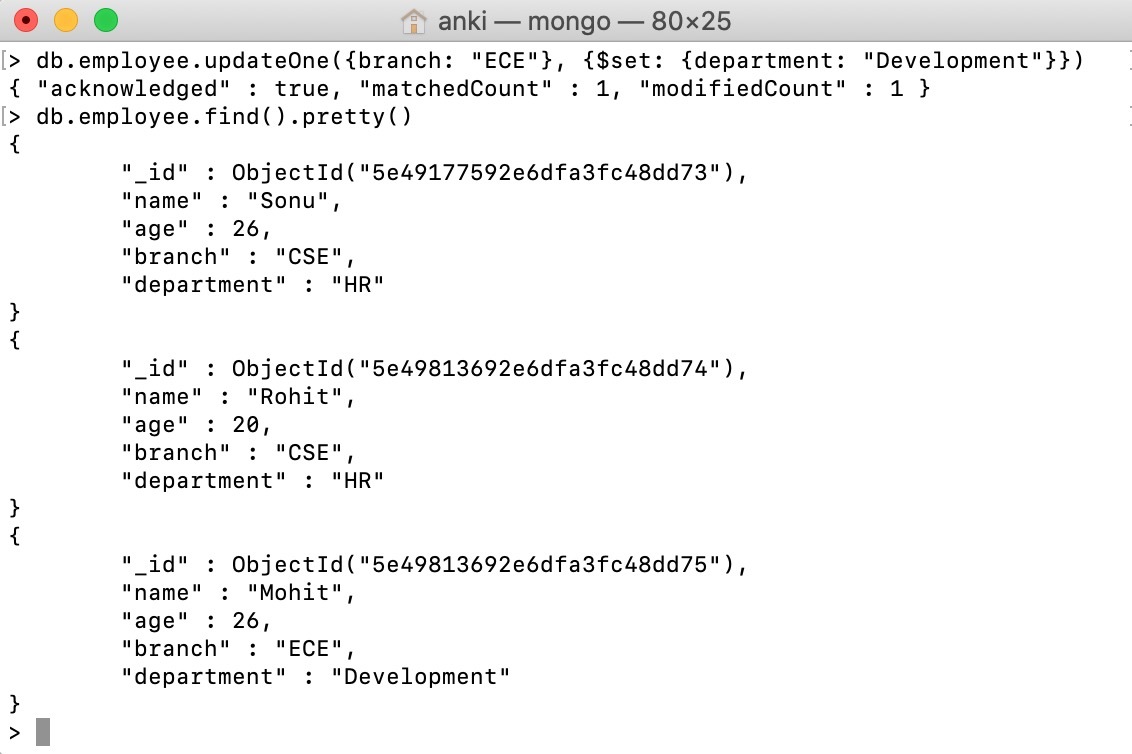 anki — mongo — 80×25
[> db.employee.updateOne({branch: "ECE"}, {$set: {department: "Development"}})
{ "acknowledged" : true, "matchedCount" : 1, "modifiedCount" : 1 }
[> db.employee.find().pretty()
{
        "_id" : ObjectId("5e49177592e6dfa3fc48dd73"),
        "name" : "Sonu",
        "age" : 26,
        "branch" : "CSE",
        "department" : "HR"
}
{
        "_id" : ObjectId("5e49813692e6dfa3fc48dd74"),
        "name" : "Rohit",
        "age" : 20,
        "branch" : "CSE",
        "department" : "HR"
}
{
        "_id" : ObjectId("5e49813692e6dfa3fc48dd75"),
        "name" : "Mohit",
        "age" : 26,
        "branch" : "ECE",
        "department" : "Development"
}
>